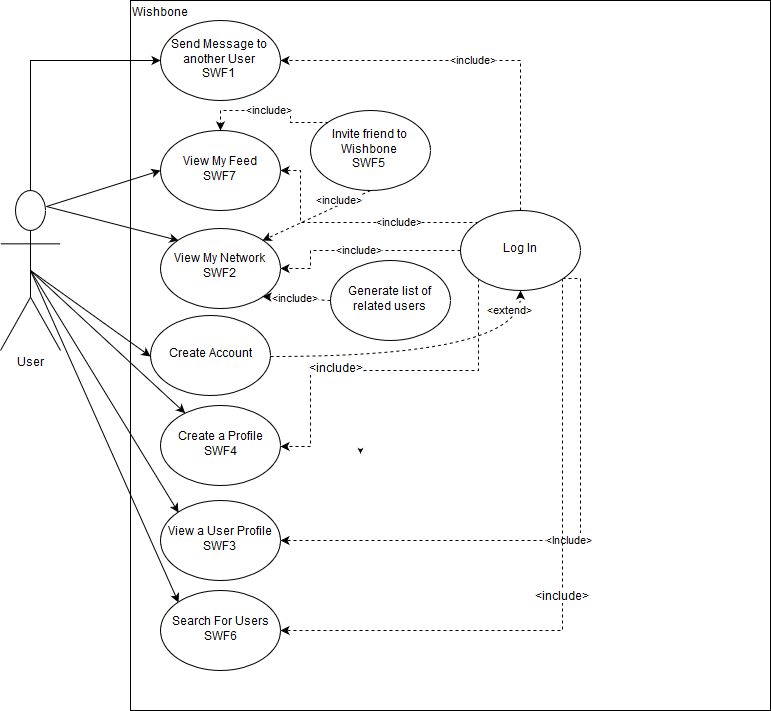 Wishbone
Send Message to
another User
SWF1
<include>
<include>
Invite friend to
Wishbone
SWF5
View My Feed
SWF7
<include>
<include>
View My Network
SWF2
<include>
Log In
<include>
Generate list of
related users
<extend>
User
Create Account
<include>
Create a Profile
SWF4
View a User Profile
SWF3
<Include>
<include>
Search For Users
SWF6